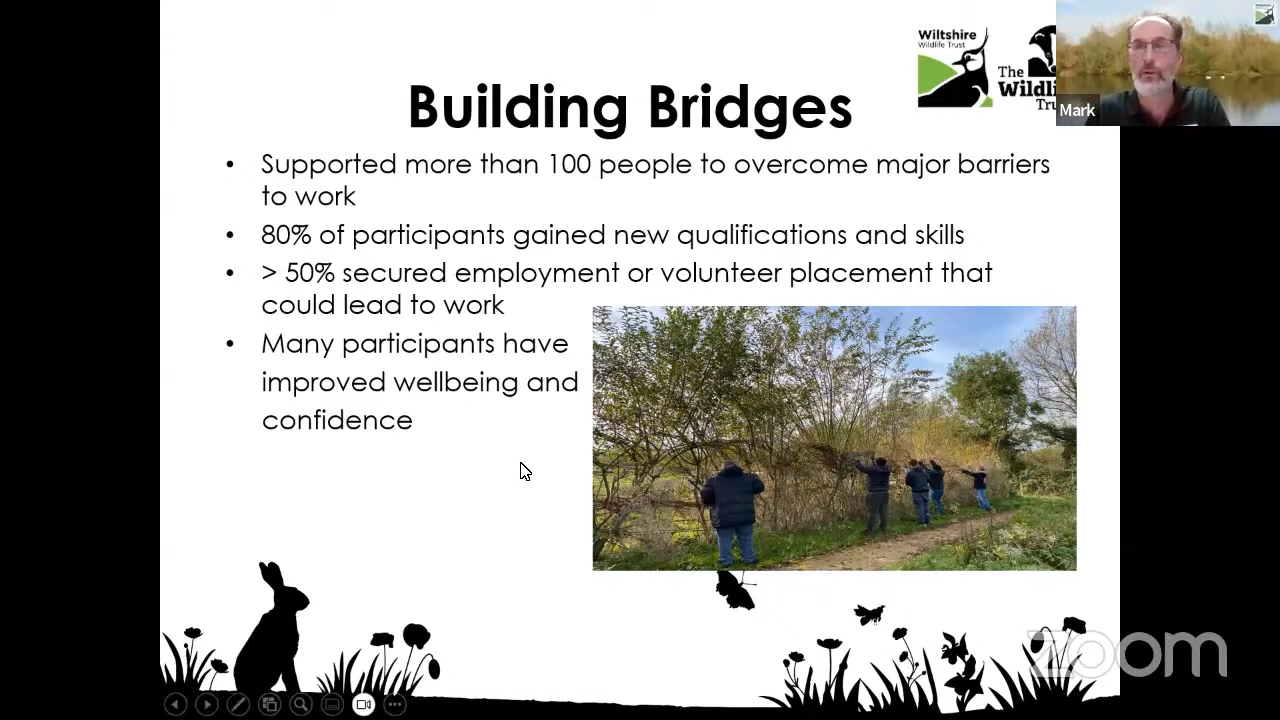 Wiltshire
Wildlife Trust
The
Building Bridges
Mark
• Supported more than 100 people to overcome major barriers
to work
• 80% of participants gained new qualifications and skills
• > 50% secured employment or volunteer placement that
could lead to work
• Many participants have
improved wellbeing and
confidence
zoom